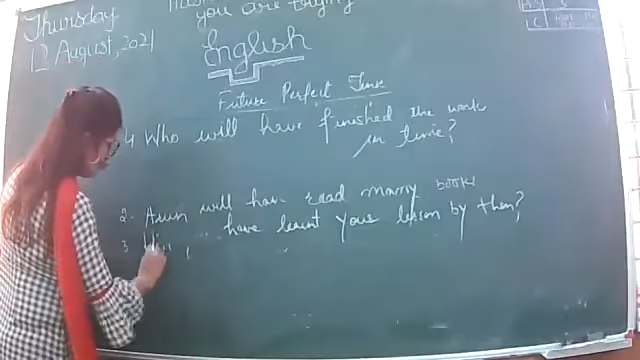 Thursday
12 August, 2021
you are trying
English
Future Perfect Tense
Who will have finished the work
in time?
2. Arun will have read many books
3 have learnt your lesson by then?